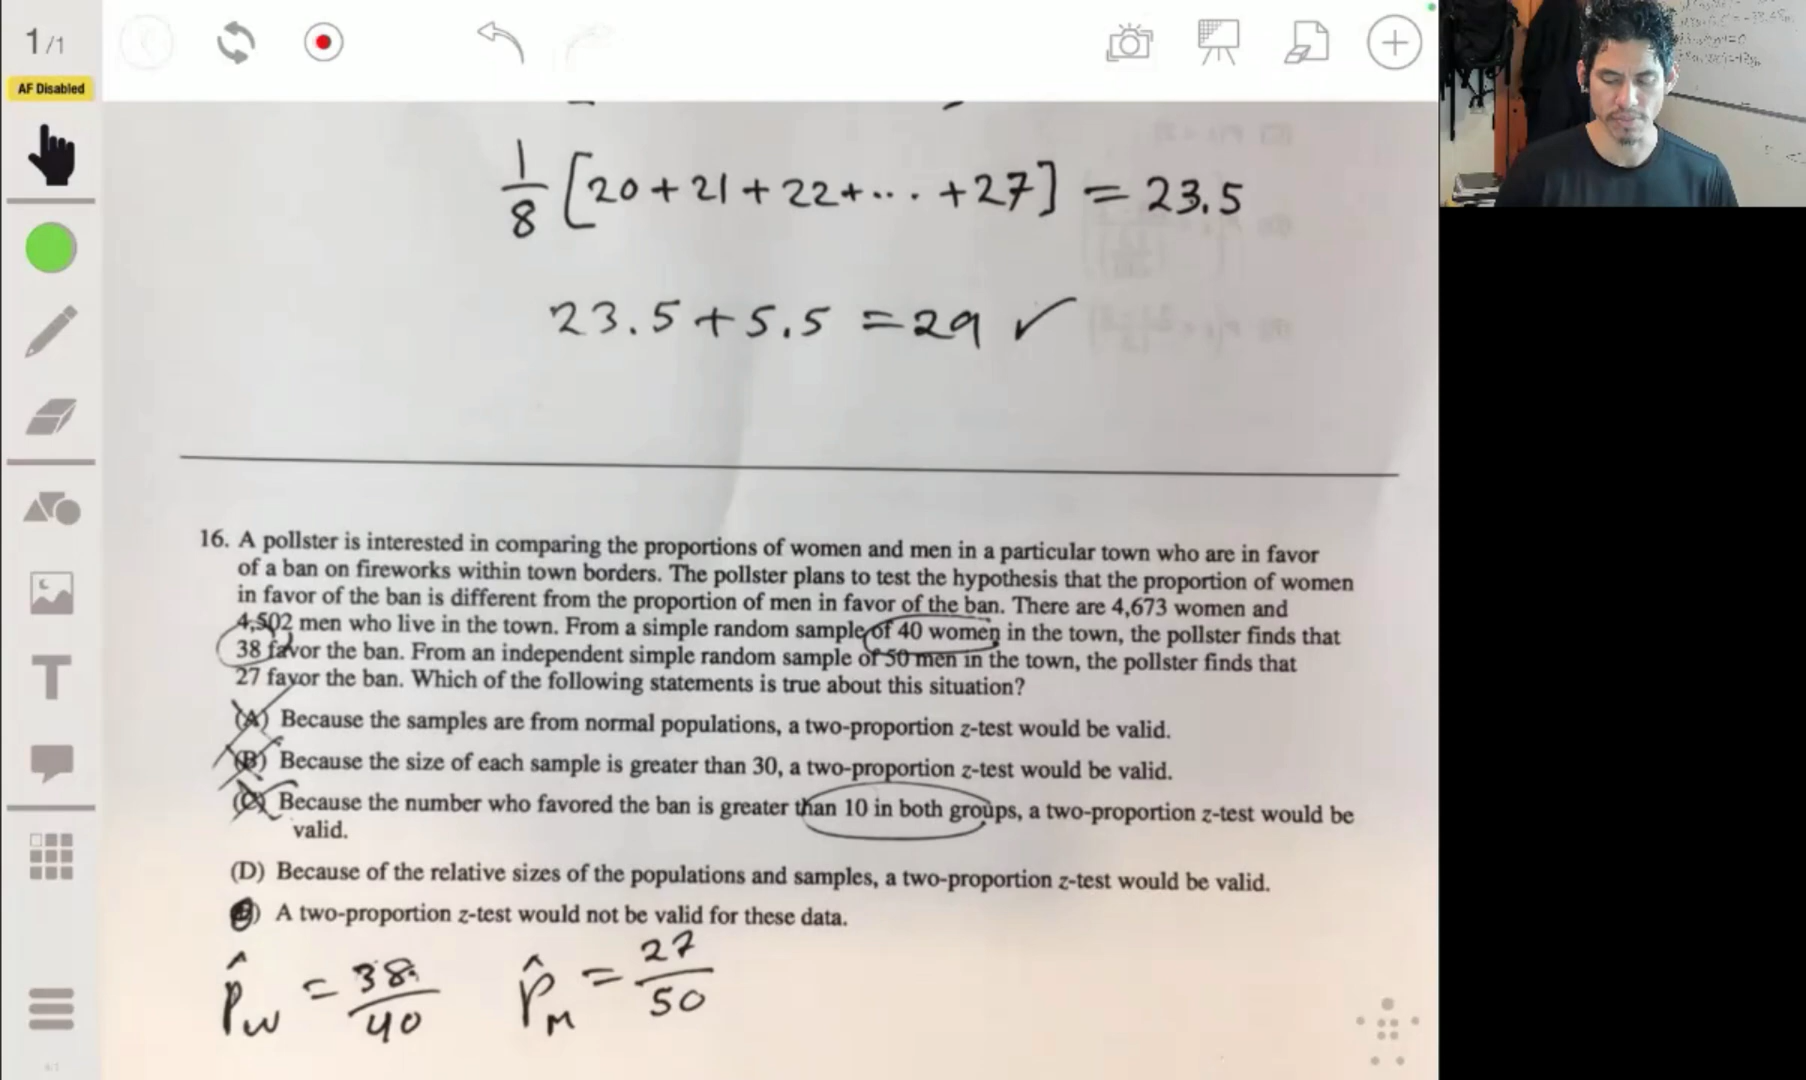 1/1
AF Disabled
1/8 [20+21+22+... +27] = 23.5
23.5+5.5 =29 ✓
16. A pollster is interested in comparing the proportions of women and men in a particular town who are in favor
of a ban on fireworks within town borders. The pollster plans to test the hypothesis that the proportion of women
in favor of the ban is different from the proportion of men in favor of the ban. There are 4,673 women and
4,502 men who live in the town. From a simple random sample of 40 women in the town, the pollster finds that
38 favor the ban. From an independent simple random sample of 50 men in the town, the pollster finds that
27 favor the ban. Which of the following statements is true about this situation?
(A) Because the samples are from normal populations, a two-proportion z-test would be valid.
(B) Because the size of each sample is greater than 30, a two-proportion z-test would be valid.
(C) Because the number who favored the ban is greater than 10 in both groups, a two-proportion z-test would be
valid.
(D) Because of the relative sizes of the populations and samples, a two-proportion z-test would be valid.
A two-proportion z-test would not be valid for these data.
p̂w = 38/40 p̂M = 27/50
T